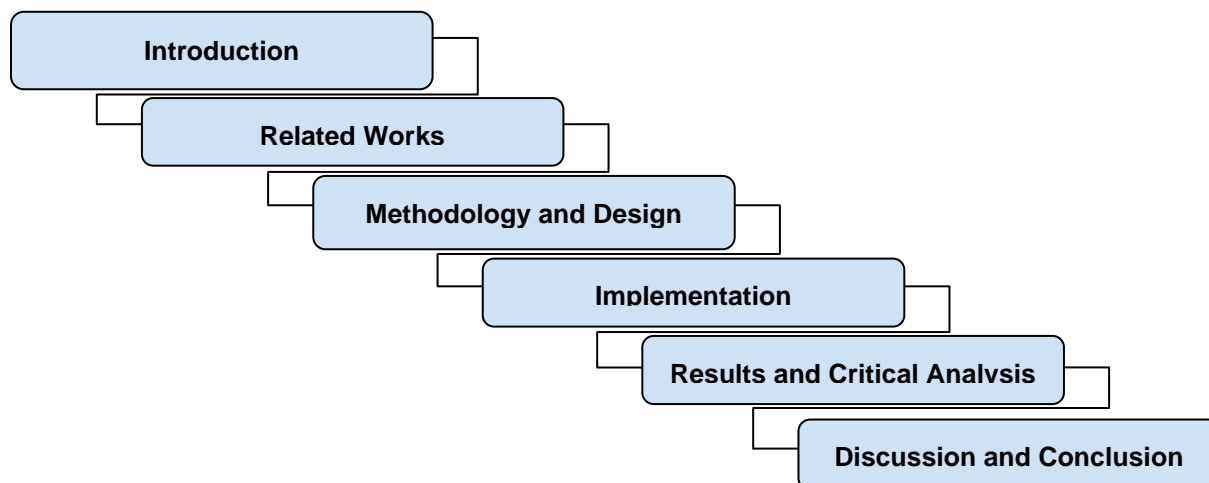 Introduction
Related Works
Methodology and Design
Implementation
Results and Critical Analysis
Discussion and Conclusion